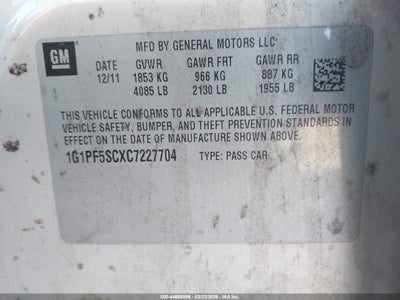 GM
MFD BY GENERAL MOTORS LLC
DATE GVWR GAWR FRT GAWR RR
12/11 1853 KG 966 KG 887 KG
4085 LB 2130 LB 1955 LB
THIS VEHICLE CONFORMS TO ALL APPLICABLE U.S. FEDERAL MOTOR
VEHICLE SAFETY, BUMPER, AND THEFT PREVENTION STANDARDS IN
EFFECT ON THE DATE OF MANUFACTURE SHOWN ABOVE.
1G1PF5SCXC7227704 TYPE: PASS CAR